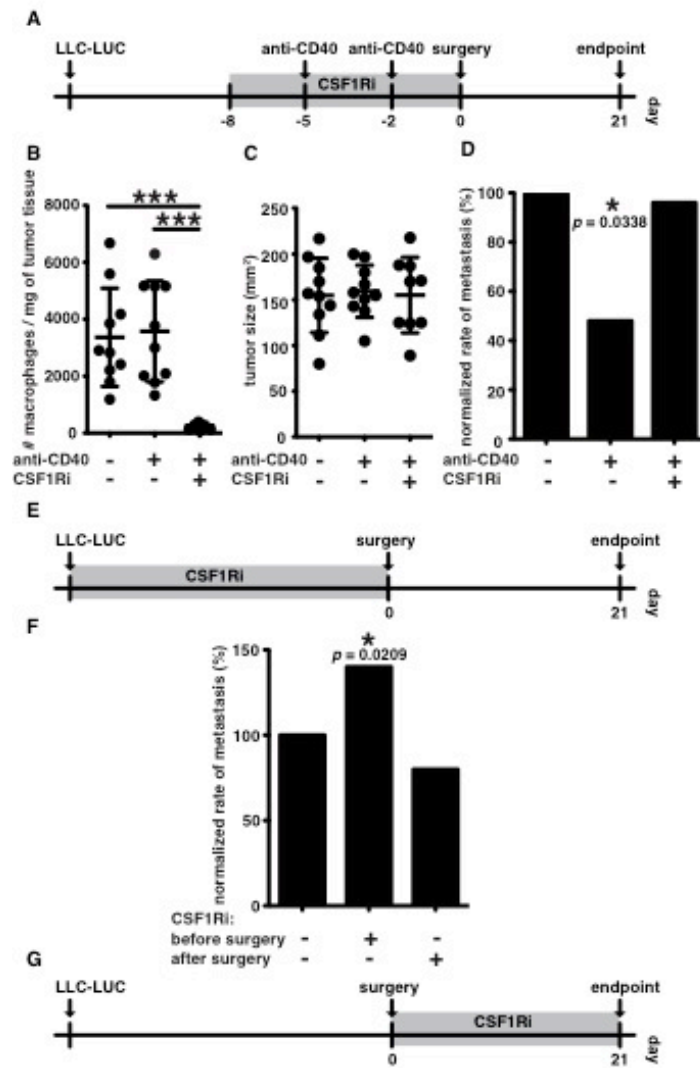 A
LLC-LUC anti-CD40 anti-CD40 surgery endpoint
CSF1Ri
-8 -5 -2 0 21 day
B
# macrophages / mg of tumor tissue
8000
6000
4000
2000
0
***
***
anti-CD40 - + +
CSF1Ri - - +
C
tumor size (mm²)
250
200
150
100
50
0
anti-CD40 - + +
CSF1Ri - - +
D
normalized rate of metastasis (%)
100
80
60
40
20
0
*
p = 0.0338
anti-CD40 - + +
CSF1Ri - - +
E
LLC-LUC surgery endpoint
CSF1Ri
0 21 day
F
normalized rate of metastasis (%)
150
100
50
0
*
p = 0.0209
CSF1Ri:
before surgery - + -
after surgery - - +
G
LLC-LUC surgery endpoint
CSF1Ri
0 21 day